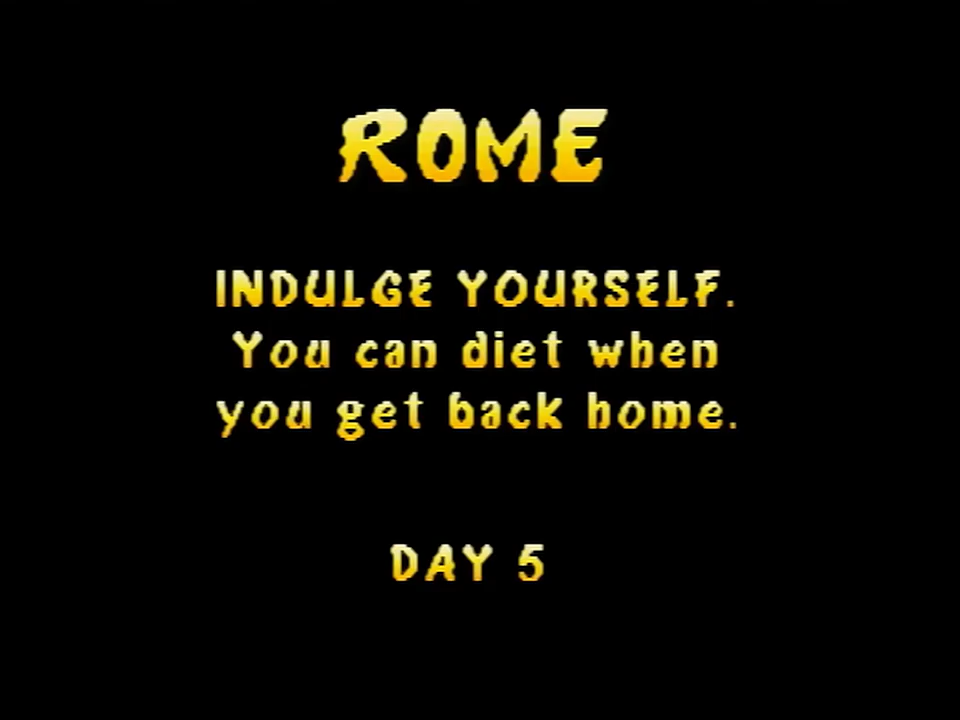 ROME
INDULGE YOURSELF.
You can diet when
you get back home.
DAY 5